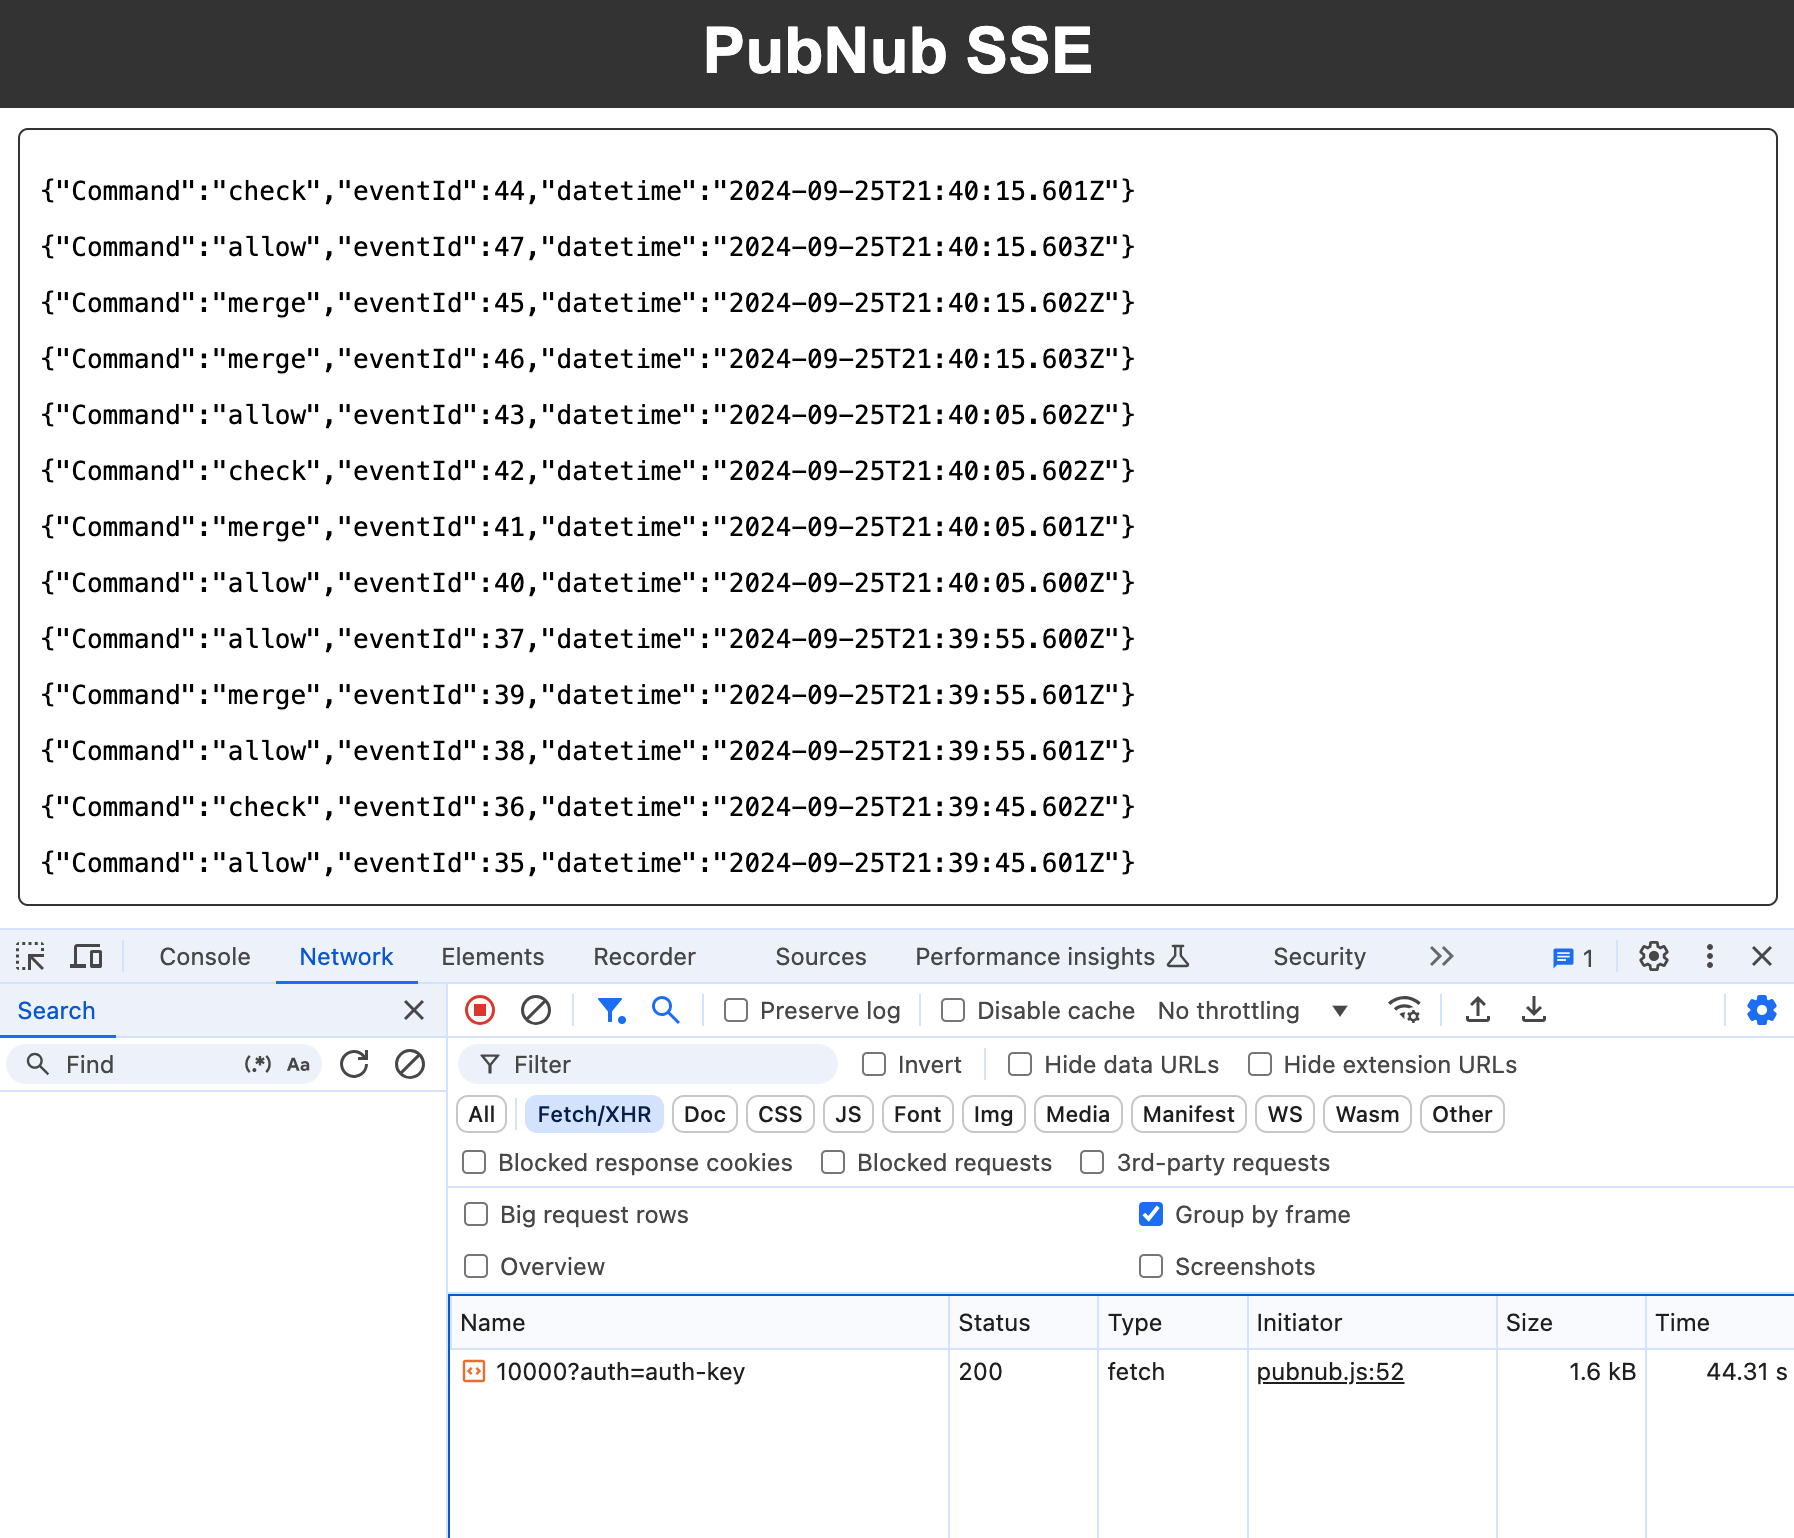 PubNub SSE
{"Command":"check","eventId":44,"datetime":"2024-09-25T21:40:15.601Z"}
{"Command":"allow","eventId":47,"datetime":"2024-09-25T21:40:15.603Z"}
{"Command":"merge","eventId":45,"datetime":"2024-09-25T21:40:15.602Z"}
{"Command":"merge","eventId":46,"datetime":"2024-09-25T21:40:15.603Z"}
{"Command":"allow","eventId":43,"datetime":"2024-09-25T21:40:05.602Z"}
{"Command":"check","eventId":42,"datetime":"2024-09-25T21:40:05.602Z"}
{"Command":"merge","eventId":41,"datetime":"2024-09-25T21:40:05.601Z"}
{"Command":"allow","eventId":40,"datetime":"2024-09-25T21:40:05.600Z"}
{"Command":"allow","eventId":37,"datetime":"2024-09-25T21:39:55.600Z"}
{"Command":"merge","eventId":39,"datetime":"2024-09-25T21:39:55.601Z"}
{"Command":"allow","eventId":38,"datetime":"2024-09-25T21:39:55.601Z"}
{"Command":"check","eventId":36,"datetime":"2024-09-25T21:39:45.602Z"}
{"Command":"allow","eventId":35,"datetime":"2024-09-25T21:39:45.601Z"}
Console Network Elements Recorder Sources Performance insights Security 1
Search Preserve log Disable cache No throttling
Find (.*) Aa Filter Invert Hide data URLs Hide extension URLs
All Fetch/XHR Doc CSS JS Font Img Media Manifest WS Wasm Other
Blocked response cookies Blocked requests 3rd-party requests
Big request rows Group by frame
Overview Screenshots
Name Status Type Initiator Size Time
10000?auth=auth-key 200 fetch pubnub.js:52 1.6 kB 44.31 s